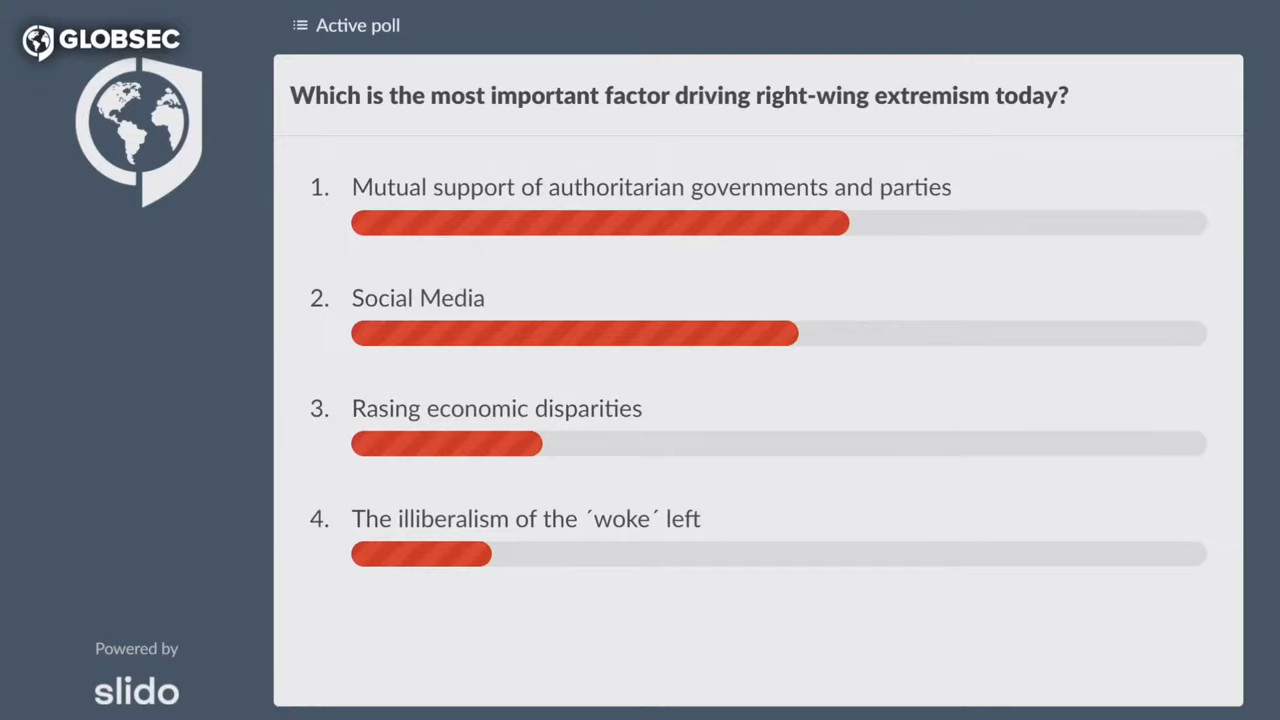 GLOBSEC
Active poll
Which is the most important factor driving right-wing extremism today?
1. Mutual support of authoritarian governments and parties
2. Social Media
3. Rasing economic disparities
4. The illiberalism of the ´woke´ left
Powered by
slido